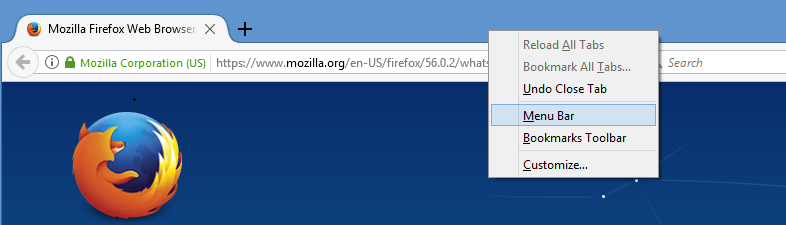 Mozilla Firefox Web Browser
Mozilla Corporation (US)
https://www.mozilla.org/en-US/firefox/56.0.2/whats
Search
Reload All Tabs
Bookmark All Tabs...
Undo Close Tab
Menu Bar
Bookmarks Toolbar
Customize...